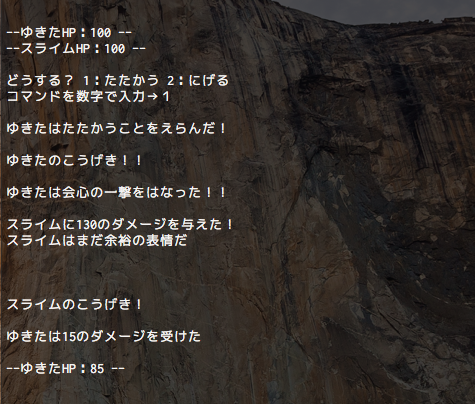 --ゆきたHP：100 --
--スライムHP：100 --
どうする？ 1：たたかう 2：にげる
コマンドを数字で入力→1
ゆきたはたたかうことをえらんだ！
ゆきたのこうげき！！
ゆきたは会心の一撃をはなった！！
スライムに130のダメージを与えた！
スライムはまだ余裕の表情だ
スライムのこうげき！
ゆきたは15のダメージを受けた
--ゆきたHP：85 --